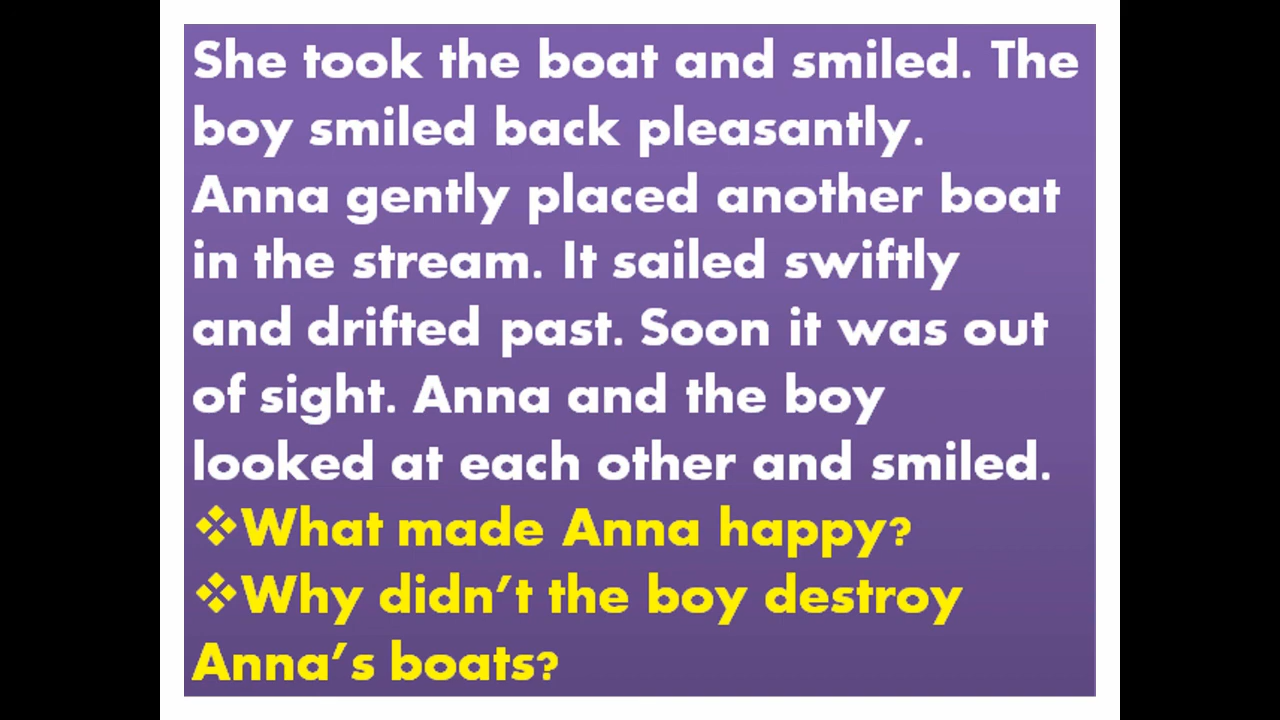 She took the boat and smiled. The
boy smiled back pleasantly.
Anna gently placed another boat
in the stream. It sailed swiftly
and drifted past. Soon it was out
of sight. Anna and the boy
looked at each other and smiled.
❖What made Anna happy?
❖Why didn’t the boy destroy
Anna’s boats?